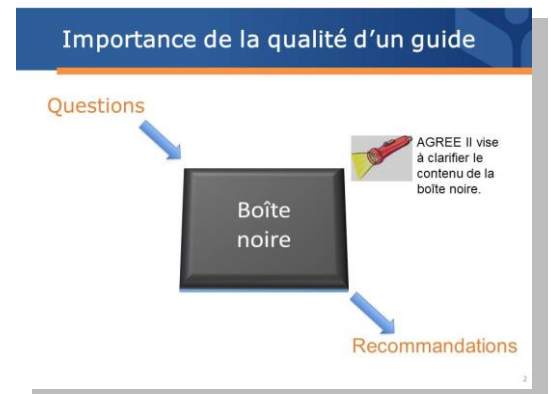 Importance de la qualité d’un guide
Questions
AGREE II vise
à clarifier le
contenu de la
boîte noire.
Boîte
noire
Recommandations
2